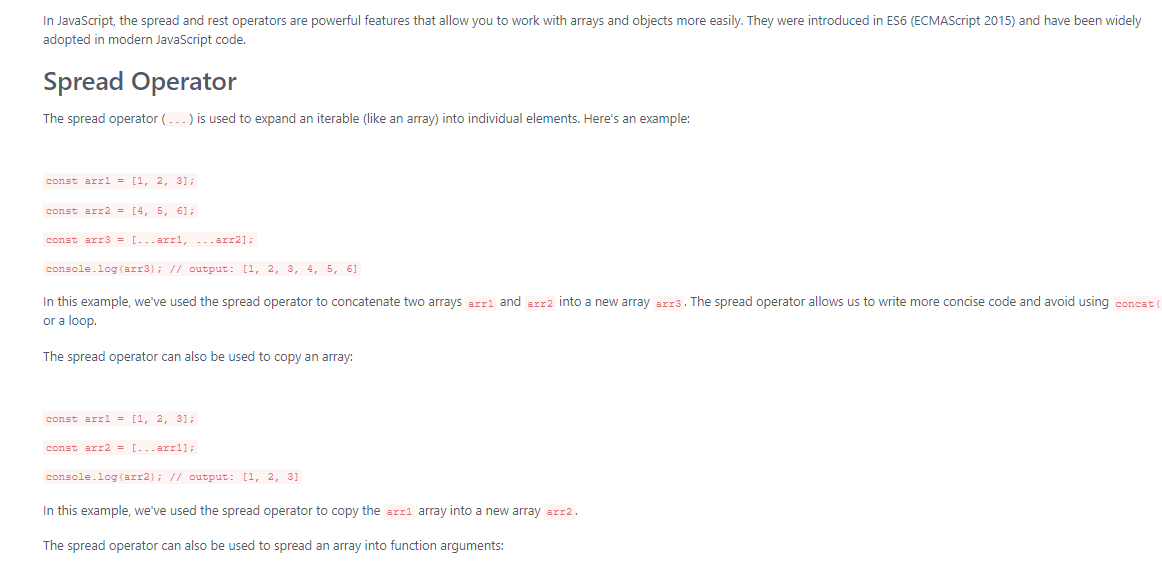 In JavaScript, the spread and rest operators are powerful features that allow you to work with arrays and objects more easily. They were introduced in ES6 (ECMAScript 2015) and have been widely
adopted in modern JavaScript code.
Spread Operator
The spread operator (...) is used to expand an iterable (like an array) into individual elements. Here's an example:
const arr1 = [1, 2, 3];
const arr2 = [4, 5, 6];
const arr3 = [...arr1, ...arr2];
console.log(arr3); // output: [1, 2, 3, 4, 5, 6]
In this example, we've used the spread operator to concatenate two arrays arr1 and arr2 into a new array arr3. The spread operator allows us to write more concise code and avoid using concat(
or a loop.
The spread operator can also be used to copy an array:
const arr1 = [1, 2, 3];
const arr2 = [...arr1];
console.log(arr2); // output: [1, 2, 3]
In this example, we've used the spread operator to copy the arr1 array into a new array arr2.
The spread operator can also be used to spread an array into function arguments: